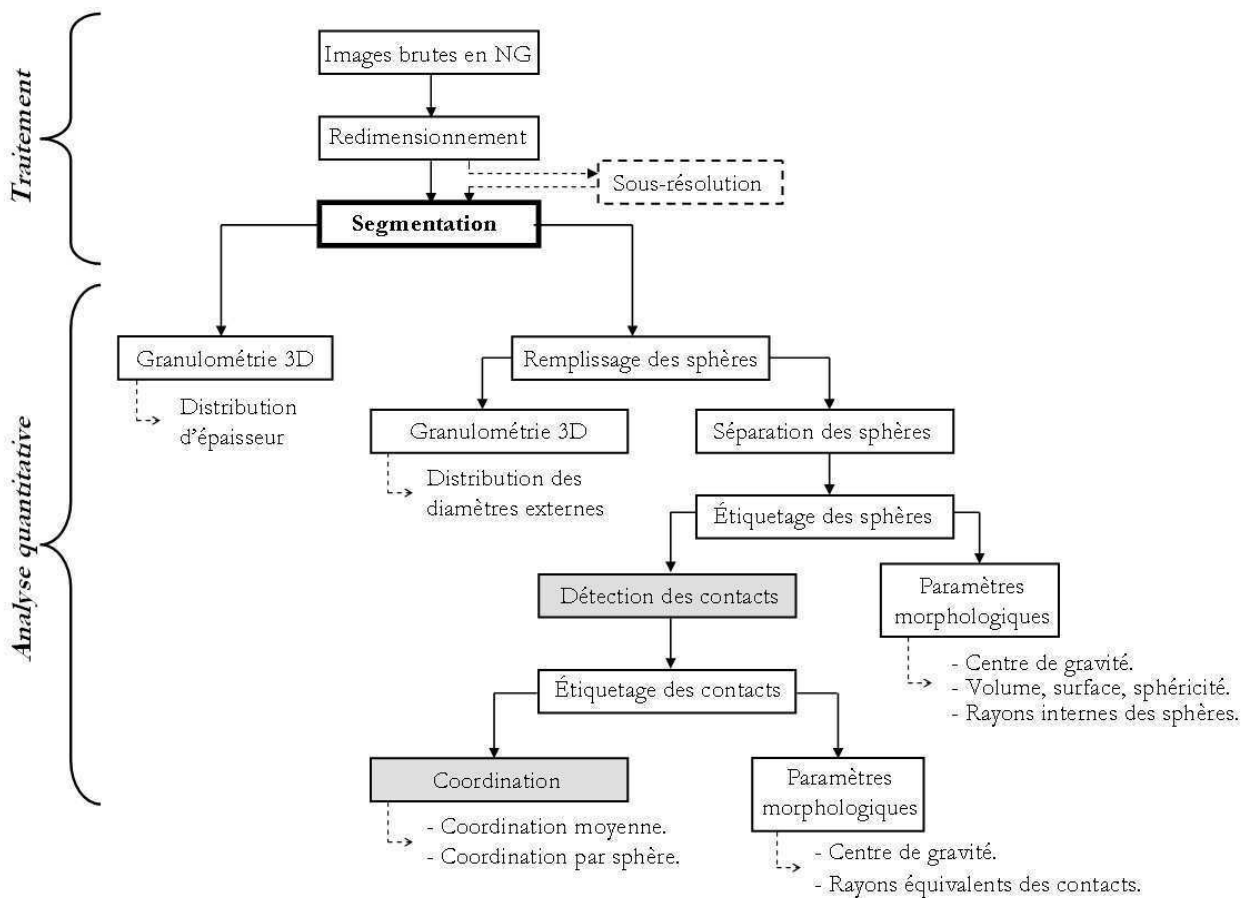 Traitement
Images brutes en NG
Redimensionnement
Sous-résolution
Segmentation
Analyse quantitative
Granulométrie 3D
Distribution
d'épaisseur
Remplissage des sphères
Granulométrie 3D
Distribution des
diamètres externes
Séparation des sphères
Étiquetage des sphères
Détection des contacts
Paramètres
morphologiques
- Centre de gravité.
- Volume, surface, sphéricité.
- Rayons internes des sphères.
Étiquetage des contacts
Coordination
- Coordination moyenne.
- Coordination par sphère.
Paramètres
morphologiques
- Centre de gravité.
- Rayons équivalents des contacts.